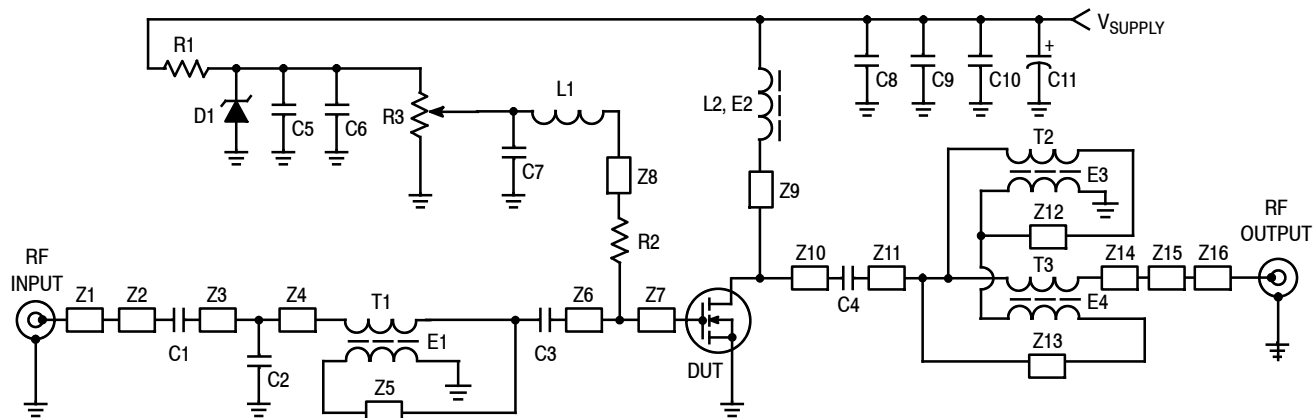 VSUPPLY
R1
C8
C9
C10
+
C11
L1
L2, E2
D1
C5
C6
R3
T2
C7
Z8
E3
Z9
Z12
R2
RF
INPUT
RF
OUTPUT
Z10
Z11
T3
Z14
Z15
Z16
Z1
Z2
Z3
Z4
T1
Z6
Z7
C4
E4
C1
E1
C3
Z13
C2
DUT
Z5